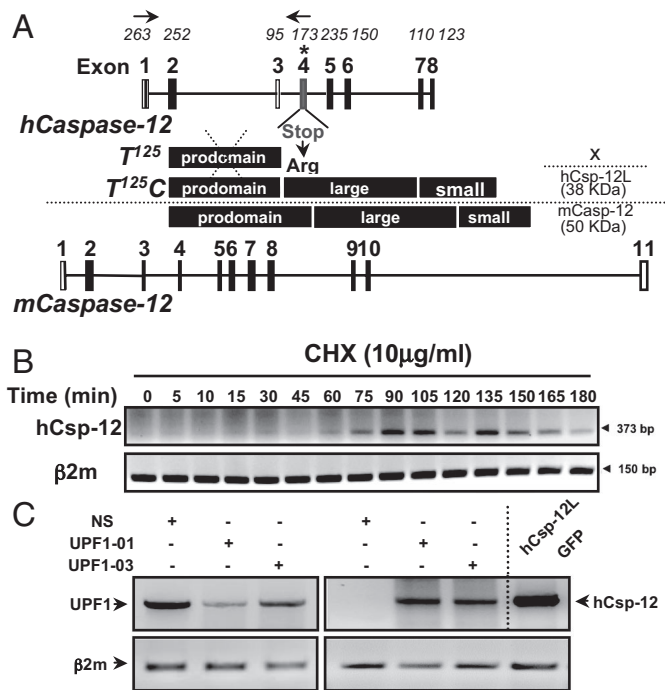 A
263 252 95 173 235 150 110 123
*
Exon 1 2 3 4 5 6 7 8
hCaspase-12
Stop
T125 prodomain Arg X
T125C prodomain large small hCsp-12L
(38 KDa)
prodomain large small mCasp-12
(50 KDa)
1 2 3 4 5 6 7 8 9 10 11
mCaspase-12
B
CHX (10μg/ml)
Time (min) 0 5 10 15 30 45 60 75 90 105 120 135 150 165 180
hCsp-12 373 bp
β2m 150 bp
C
NS + - - + - -
UPF1-01 - + - - + -
UPF1-03 - - + - - +
hCsp-12L
GFP
UPF1 hCsp-12
β2m